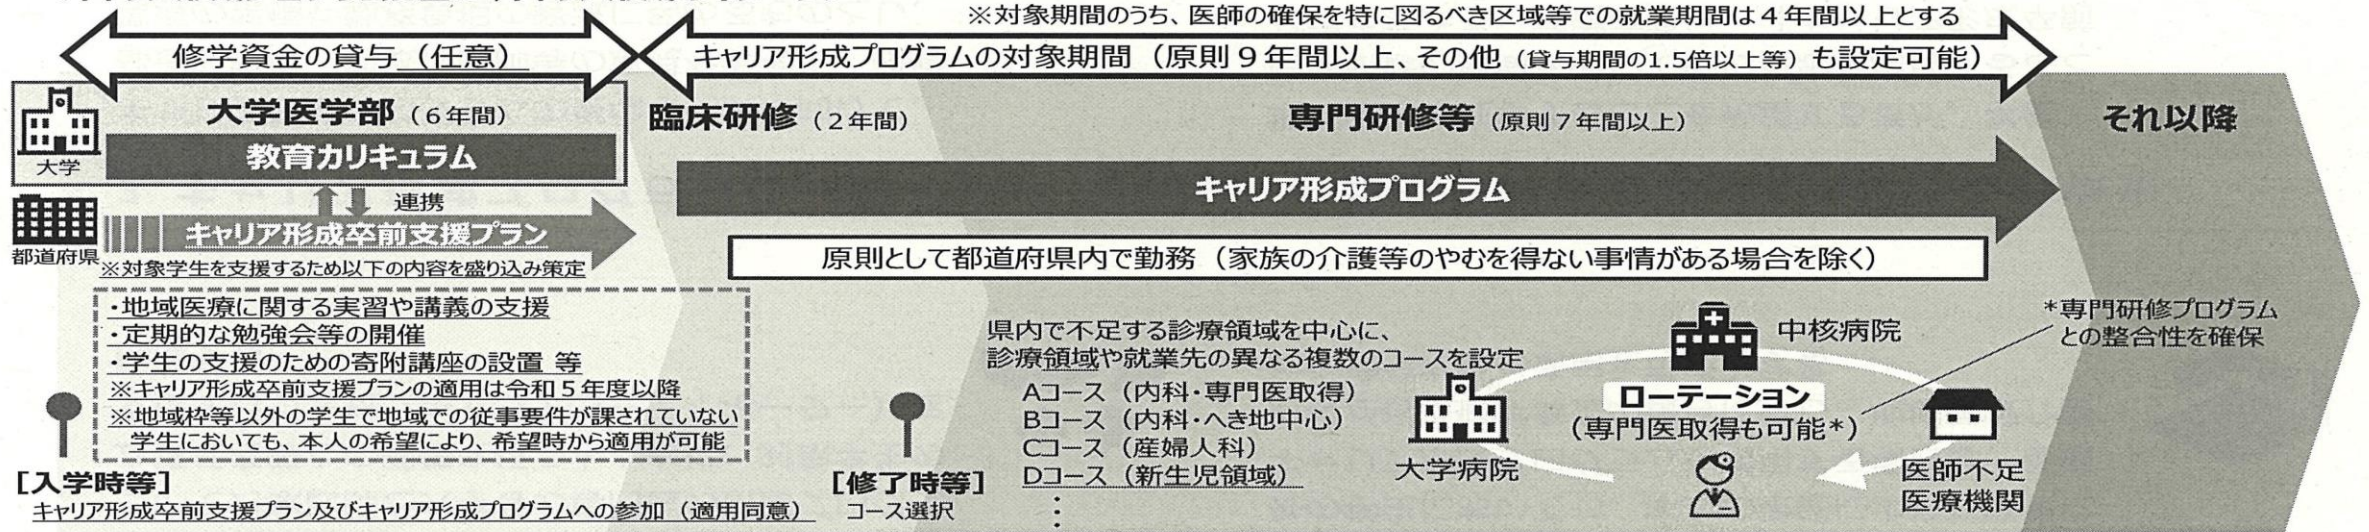 ※対象期間のうち、医師の確保を特に図るべき区域等での就業期間は４年間以上とする
修学資金の貸与（任意）
キャリア形成プログラムの対象期間（原則９年間以上、その他（貸与期間の1.5倍以上等）も設定可能）
大学医学部（６年間）
臨床研修（２年間）
専門研修等（原則７年間以上）
それ以降
大学
教育カリキュラム
キャリア形成プログラム
連携
都道府県
キャリア形成卒前支援プラン
※対象学生を支援するため以下の内容を盛り込み策定
原則として都道府県内で勤務（家族の介護等のやむを得ない事情がある場合を除く）
・地域医療に関する実習や講義の支援
・定期的な勉強会等の開催
・学生の支援のための寄附講座の設置 等
※キャリア形成卒前支援プランの適用は令和５年度以降
※地域枠等以外の学生で地域での従事要件が課されていない
学生においても、本人の希望により、希望時から適用が可能
[入学時等]
キャリア形成卒前支援プラン及びキャリア形成プログラムへの参加（適用同意）
[修了時等]
コース選択
県内で不足する診療領域を中心に、
診療領域や就業先の異なる複数のコースを設定
Aコース（内科・専門医取得）
Bコース（内科・へき地中心）
Cコース（産婦人科）
Dコース（新生児領域）
：
大学病院
中核病院
ローテーション
（専門医取得も可能*）
医師不足
医療機関
*専門研修プログラム
との整合性を確保